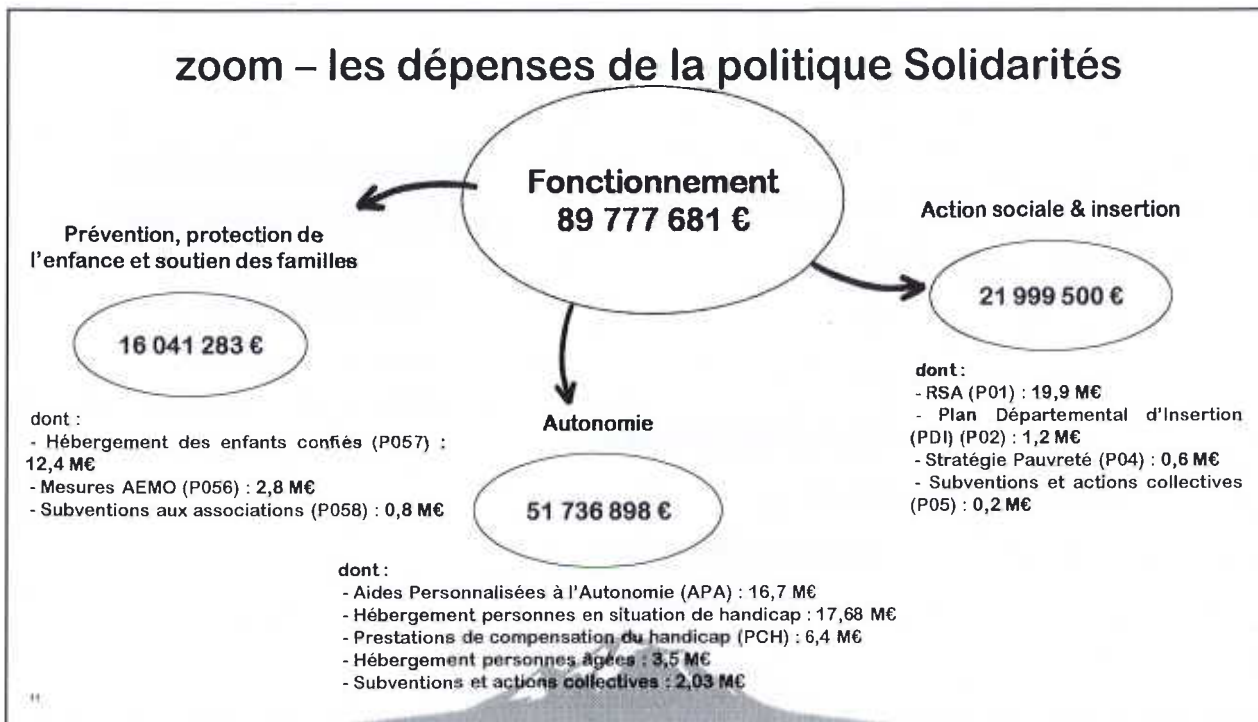 zoom – les dépenses de la politique Solidarités
Fonctionnement
89 777 681 €
Prévention, protection de
l'enfance et soutien des familles
16 041 283 €
dont :
- Hébergement des enfants confiés (P057) :
12,4 M€
- Mesures AEMO (P056) : 2,8 M€
- Subventions aux associations (P058) : 0,8 M€
Autonomie
51 736 898 €
dont :
- Aides Personnalisées à l'Autonomie (APA) : 16,7 M€
- Hébergement personnes en situation de handicap : 17,68 M€
- Prestations de compensation du handicap (PCH) : 6,4 M€
- Hébergement personnes âgées : 3,5 M€
- Subventions et actions collectives : 2,03 M€
Action sociale & insertion
21 999 500 €
dont :
- RSA (P01) : 19,9 M€
- Plan Départemental d'Insertion
(PDI) (P02) : 1,2 M€
- Stratégie Pauvreté (P04) : 0,6 M€
- Subventions et actions collectives
(P05) : 0,2 M€